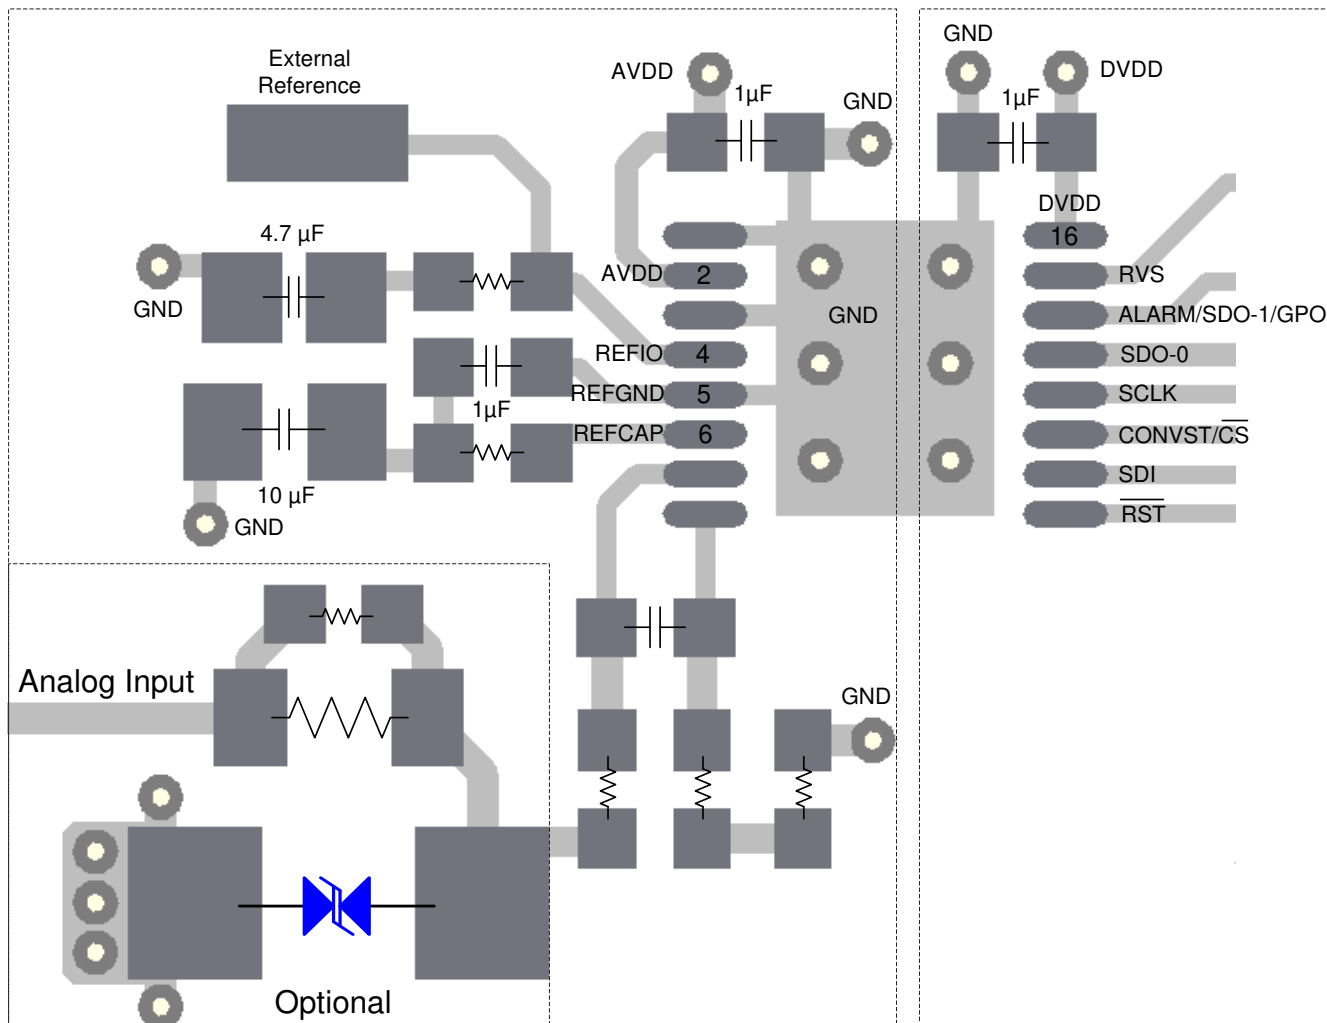 External
Reference
AVDD
1µF
GND
GND
DVDD
1µF
4.7 µF
GND
AVDD
2
GND
REFIO
4
REFGND
5
1µF
REFCAP
6
10 µF
GND
DVDD
16
RVS
ALARM/SDO-1/GPO
SDO-0
SCLK
CONVST/CS
SDI
RST
Analog Input
GND
Optional